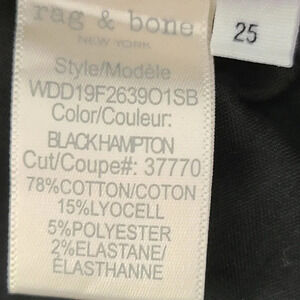 rag & bone
NEW YORK
25
Style/Modèle
WDD19F2639O1SB
Color/Couleur:
BLACKHAMPTON
Cut/Coupe#: 37770
78%COTTON/COTON
15%LYOCELL
5%POLYESTER
2%ELASTANE/
ÉLASTHANNE